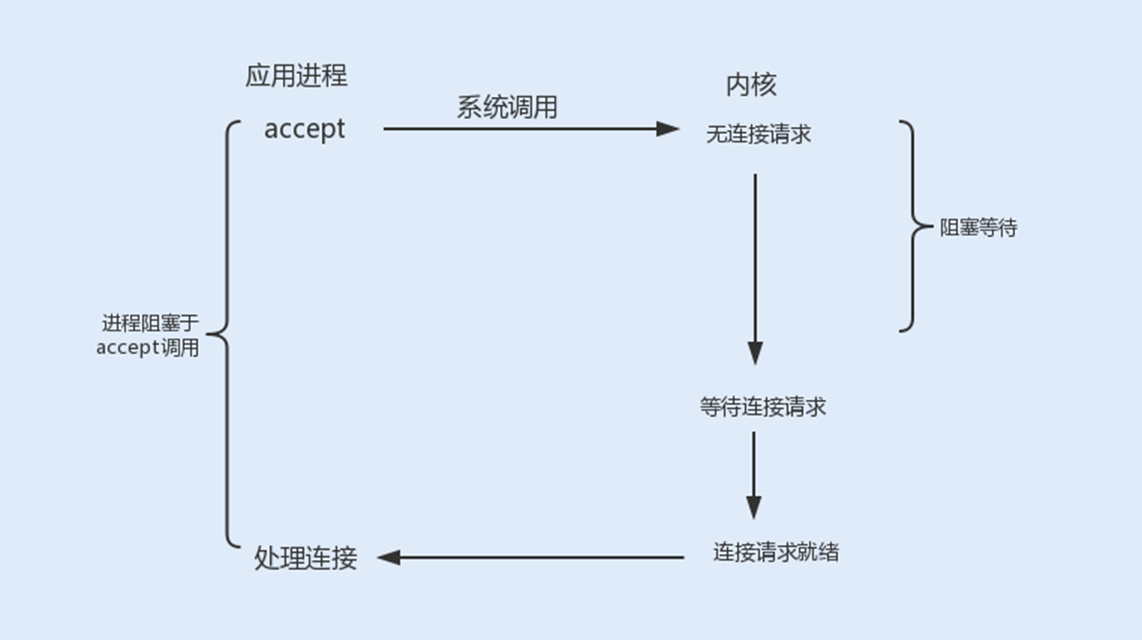 应用进程
内核
系统调用
accept
无连接请求
阻塞等待
进程阻塞于
accept调用
等待连接请求
连接请求就绪
处理连接